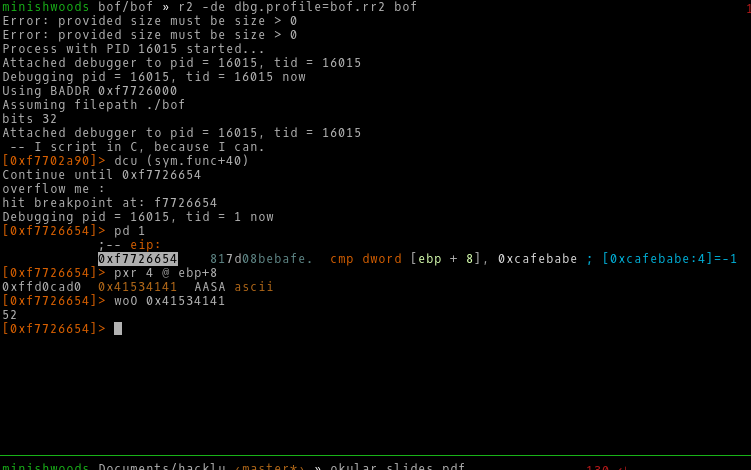 minishwoods bof/bof » r2 -de dbg.profile=bof.rr2 bof 1
Error: provided size must be size > 0
Error: provided size must be size > 0
Process with PID 16015 started...
Attached debugger to pid = 16015, tid = 16015
Debugging pid = 16015, tid = 16015 now
Using BADDR 0xf7726000
Assuming filepath ./bof
bits 32
Attached debugger to pid = 16015, tid = 16015
-- I script in C, because I can.
[0xf7702a90]> dcu (sym.func+40)
Continue until 0xf7726654
overflow me :
hit breakpoint at: f7726654
Debugging pid = 16015, tid = 1 now
[0xf7726654]> pd 1
;-- eip:
0xf7726654 817d08bebafe. cmp dword [ebp + 8], 0xcafebabe ; [0xcafebabe:4]=-1
[0xf7726654]> pxr 4 @ ebp+8
0xffd0cad0 0x41534141 AASA ascii
[0xf7726654]> woO 0x41534141
52
[0xf7726654]>
minishwoods Documents/hacklu ‹master*› » okular slides.pdf